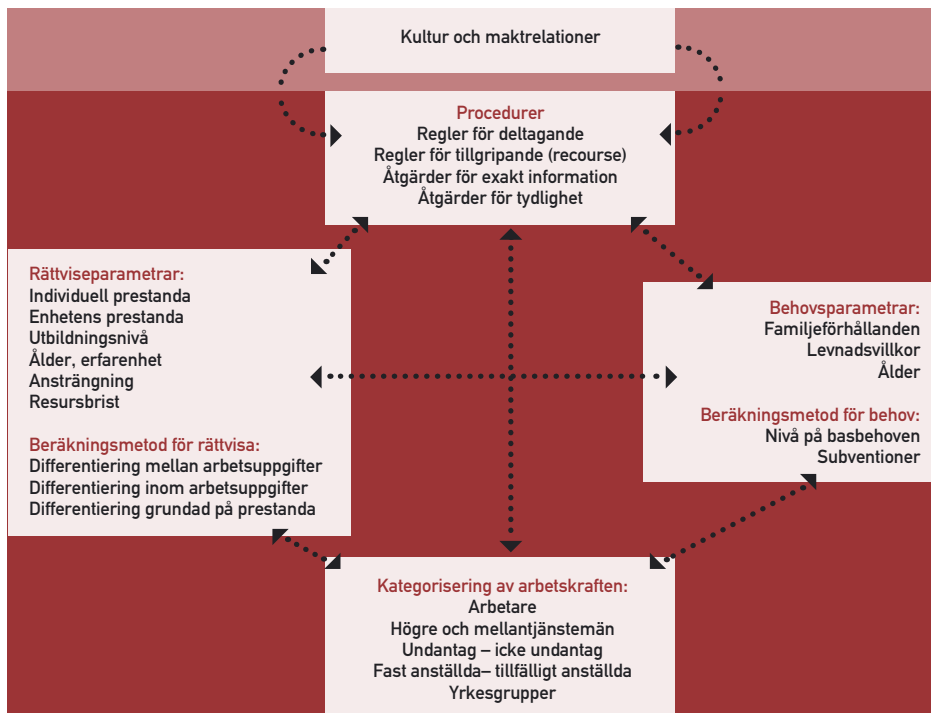 Kultur och maktrelationer
Procedurer
Regler för deltagande
Regler för tillgripande (recourse)
Åtgärder för exakt information
Åtgärder för tydlighet
Rättviseparametrar:
Individuell prestanda
Enhetens prestanda
Utbildningsnivå
Ålder, erfarenhet
Ansträngning
Resursbrist
Beräkningsmetod för rättvisa:
Differentiering mellan arbetsuppgifter
Differentiering inom arbetsuppgifter
Differentiering grundad på prestanda
Behovsparametrar:
Familjeförhållanden
Levnadsvillkor
Ålder
Beräkningsmetod för behov:
Nivå på basbehoven
Subventioner
Kategorisering av arbetskraften:
Arbetare
Högre och mellantjänstemän
Undantag – icke undantag
Fast anställda– tillfälligt anställda
Yrkesgrupper